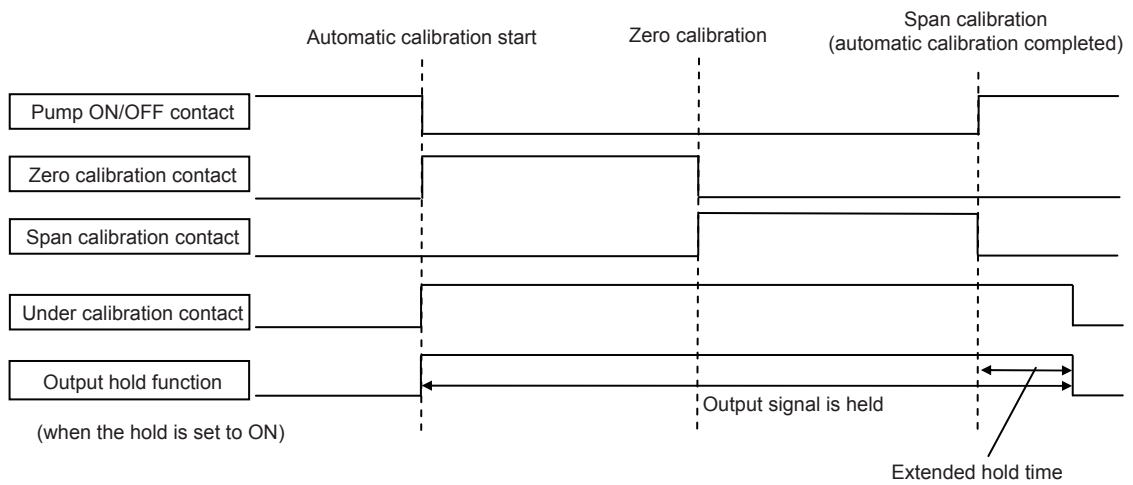 Automatic calibration start
Zero calibration
Span calibration
(automatic calibration completed)
Pump ON/OFF contact
Zero calibration contact
Span calibration contact
Under calibration contact
Output hold function
Output signal is held
(when the hold is set to ON)
Extended hold time